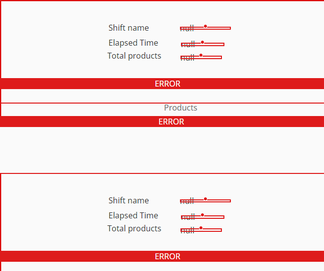 Shift name null
Elapsed Time null
Total products null
ERROR
Products
ERROR
Shift name null
Elapsed Time null
Total products null
ERROR